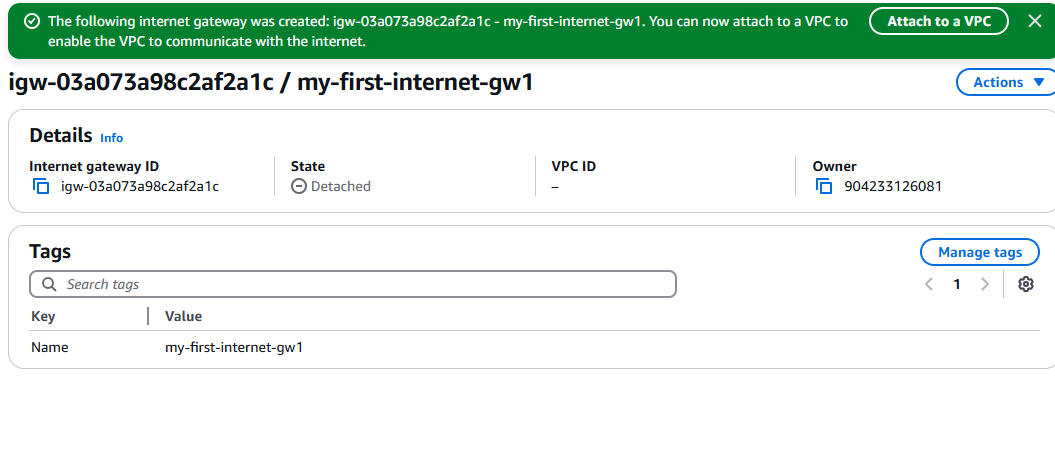 The following internet gateway was created: igw-03a073a98c2af2a1c - my-first-internet-gw1. You can now attach to a VPC to
enable the VPC to communicate with the internet.
Attach to a VPC
igw-03a073a98c2af2a1c / my-first-internet-gw1
Actions
Details Info
Internet gateway ID
igw-03a073a98c2af2a1c
State
Detached
VPC ID
–
Owner
904233126081
Tags
Manage tags
Search tags
1
Key Value
Name my-first-internet-gw1